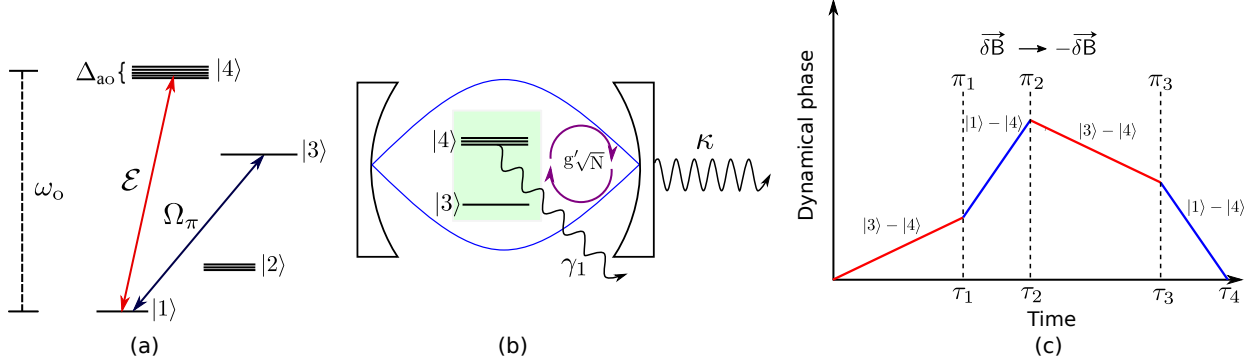 Δao{
|4⟩
|3⟩
ℰ
ωo
Ωπ
|2⟩
|1⟩
(a)
|4⟩
g′√N
κ
|3⟩
γ1
(b)
Dynamical phase
δB → −δB
π1 π2 π3
|1⟩ − |4⟩
|3⟩ − |4⟩
|3⟩ − |4⟩
|1⟩ − |4⟩
τ1 τ2 τ3 τ4
Time
(c)